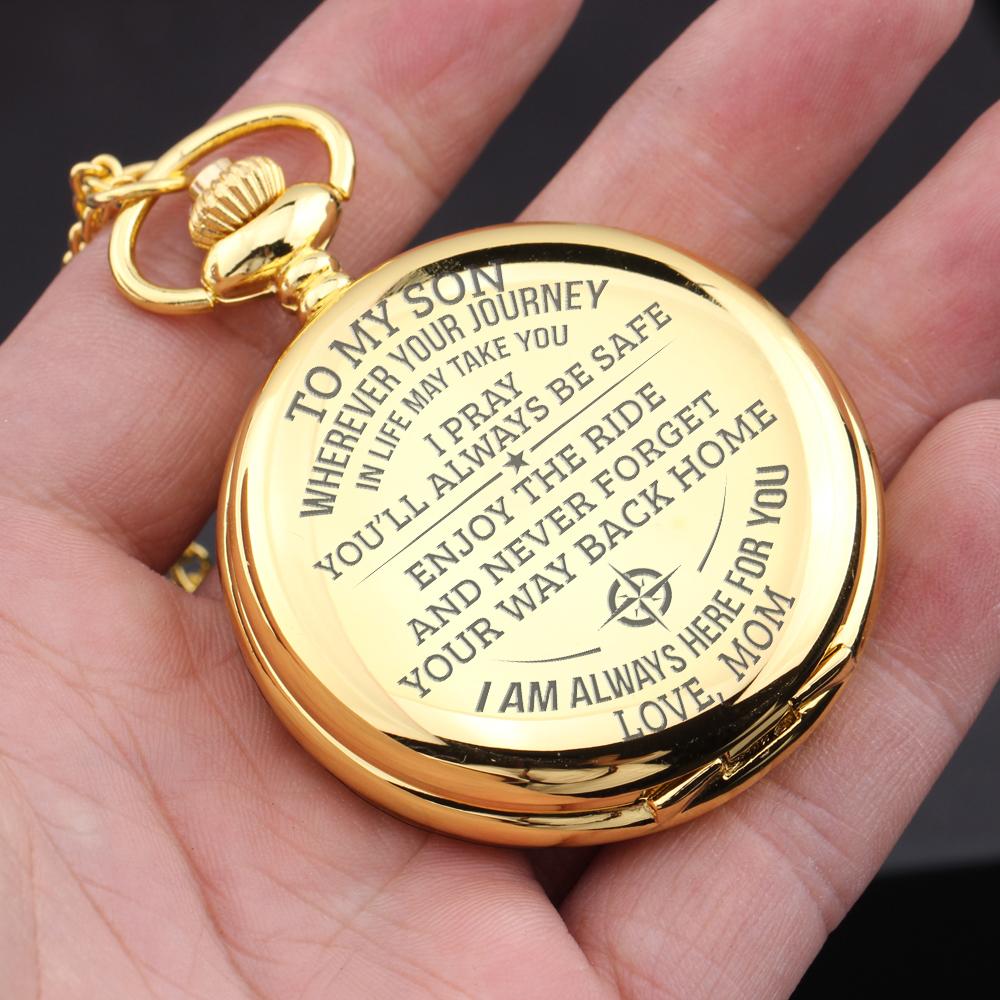 TO MY SON
WHEREVER YOUR JOURNEY
IN LIFE MAY TAKE YOU
I PRAY
YOU'LL ALWAYS BE SAFE
ENJOY THE RIDE
AND NEVER FORGET
YOUR WAY BACK HOME
I AM ALWAYS HERE FOR YOU
LOVE, MOM